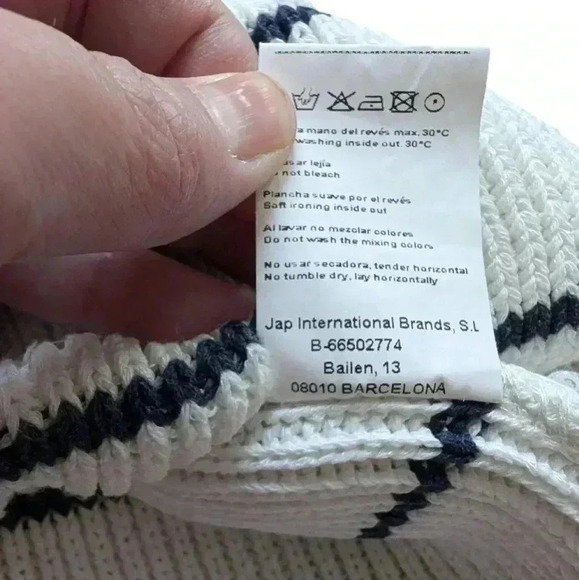 a mano del revés max. 30°C
washing inside out. 30°C
usar lejía
not bleach
Plancha suave por el revés
Soft ironing inside out
Al lavar no mezclar colores
Do not wash the mixing colors
No usar secadora, tender horizontal
No tumble dry, lay horizontally
Jap International Brands, S.L
B-66502774
Bailen, 13
08010 BARCELONA